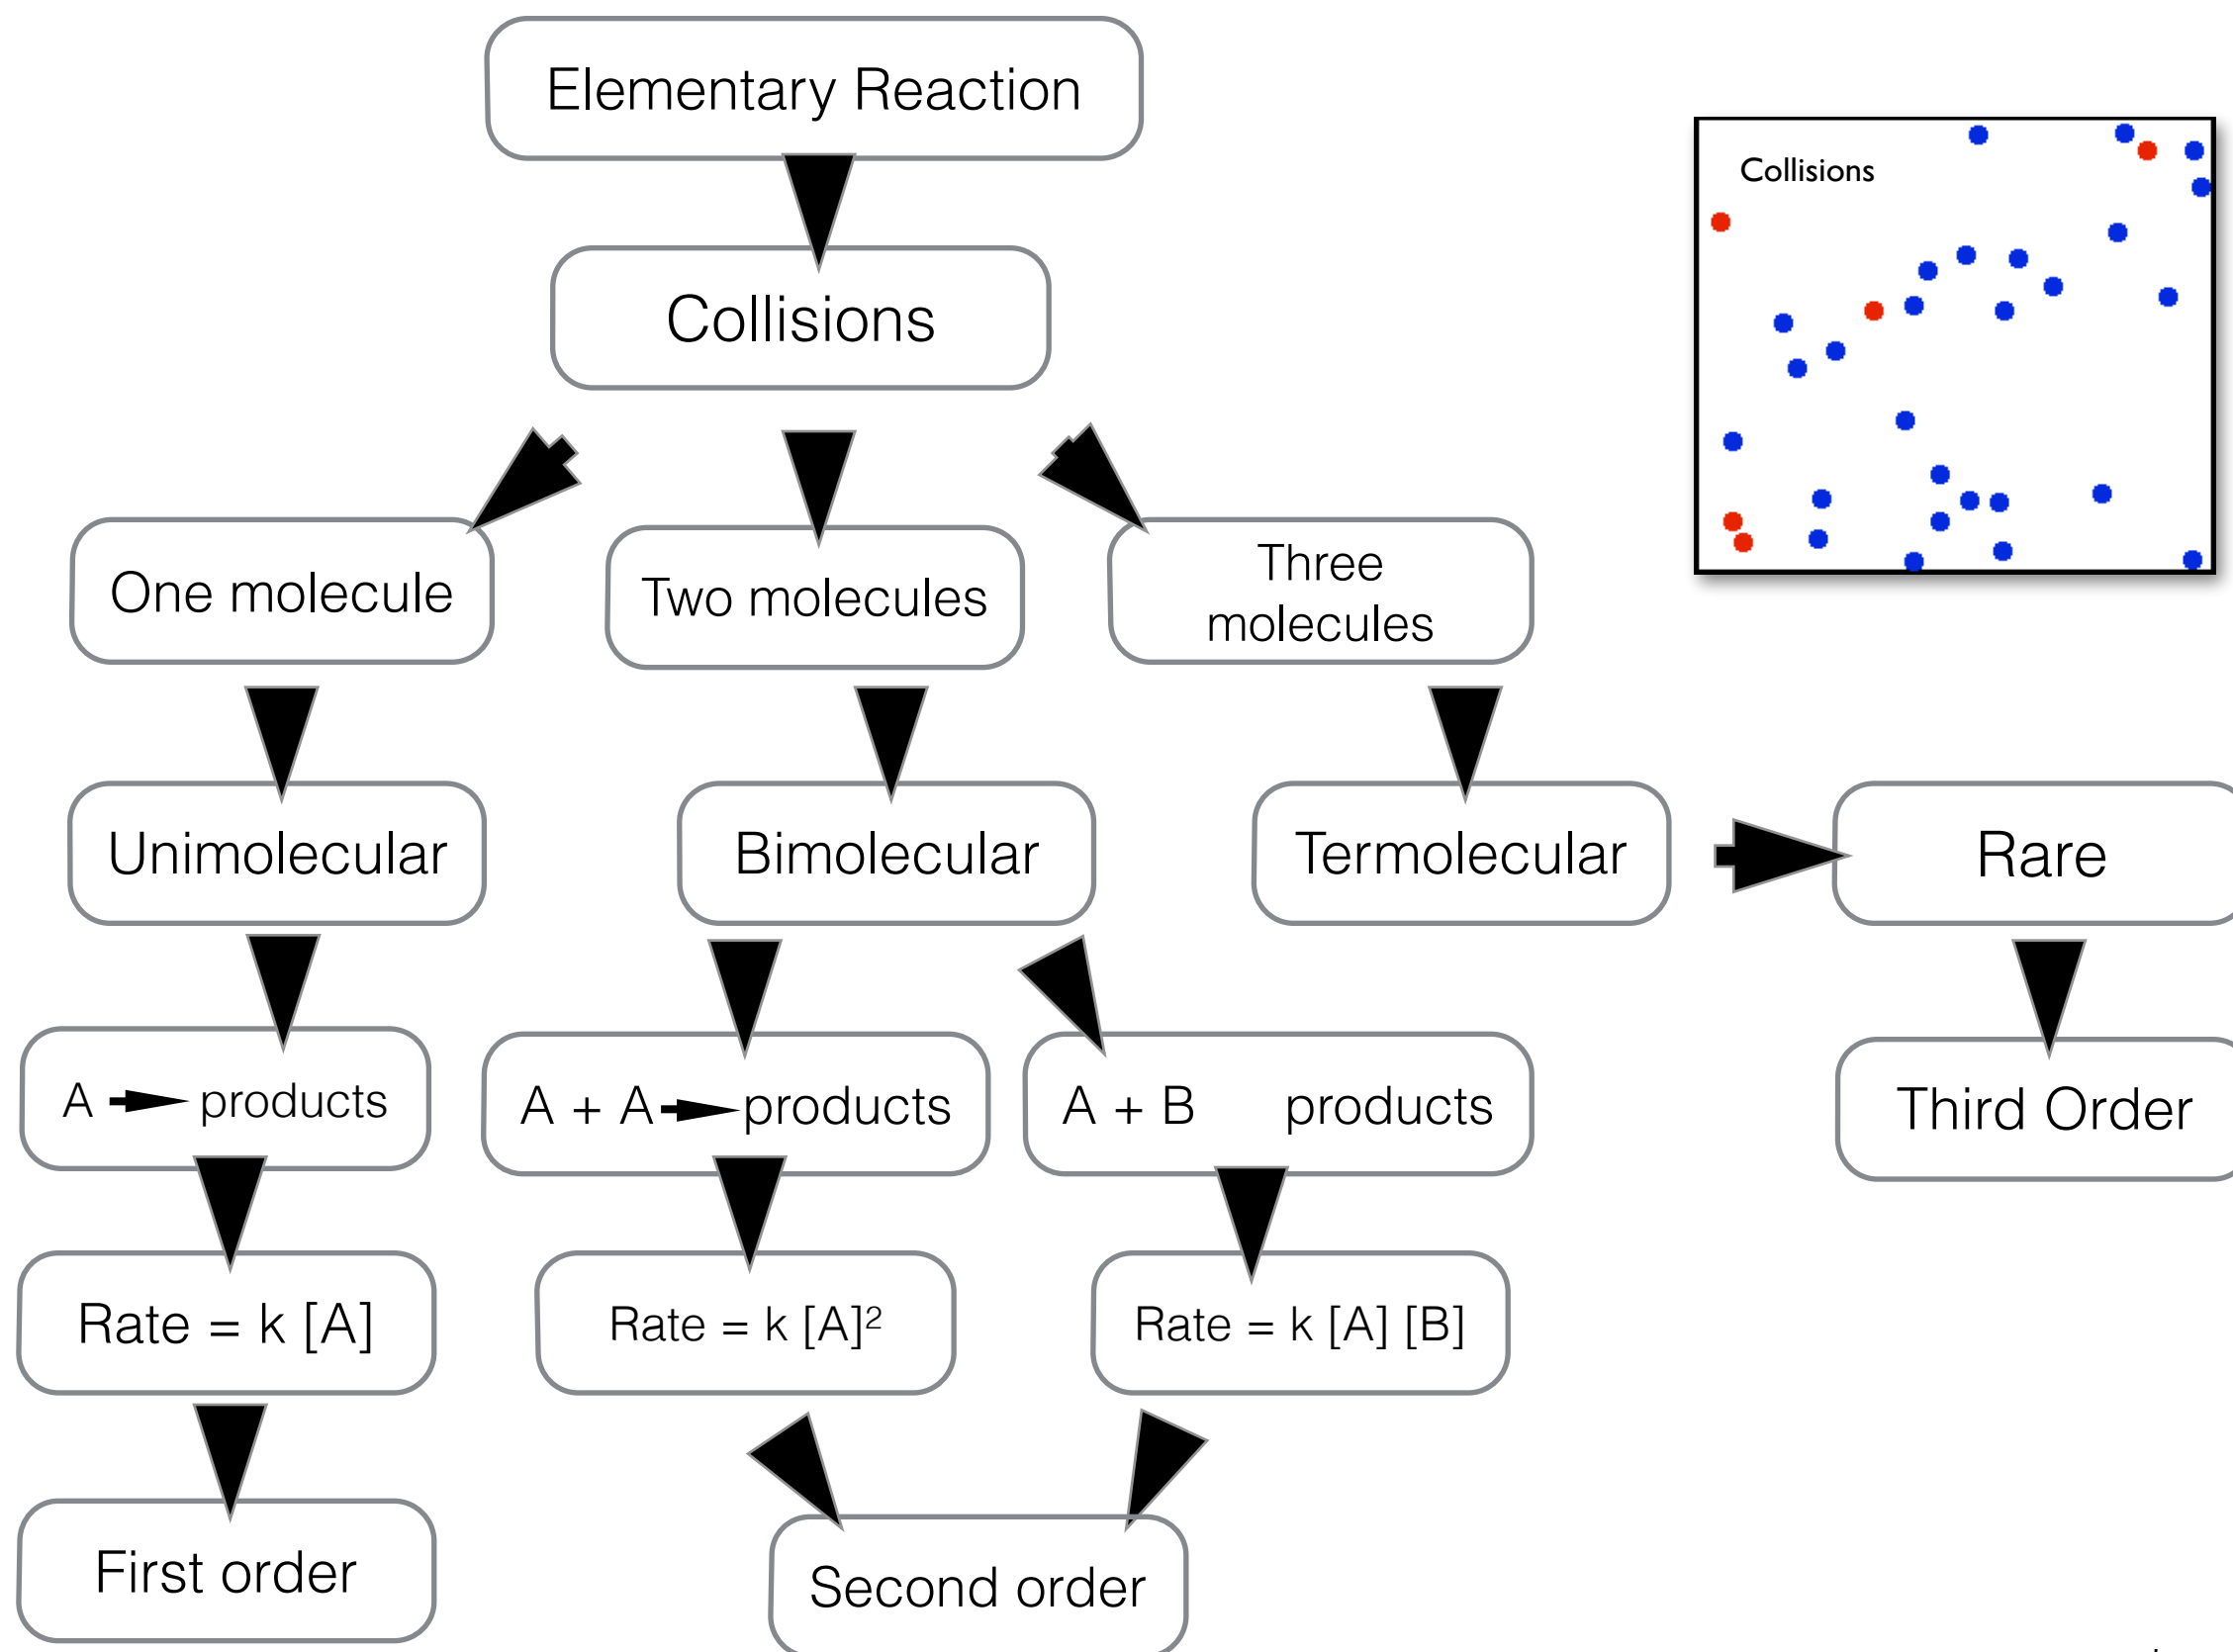 Elementary Reaction
Collisions
Collisions
One molecule
Two molecules
Three
molecules
Unimolecular
Bimolecular
Termolecular
Rare
A products
A + A products
A + B products
Third Order
Rate = k [A]
Rate = k [A]²
Rate = k [A] [B]
First order
Second order